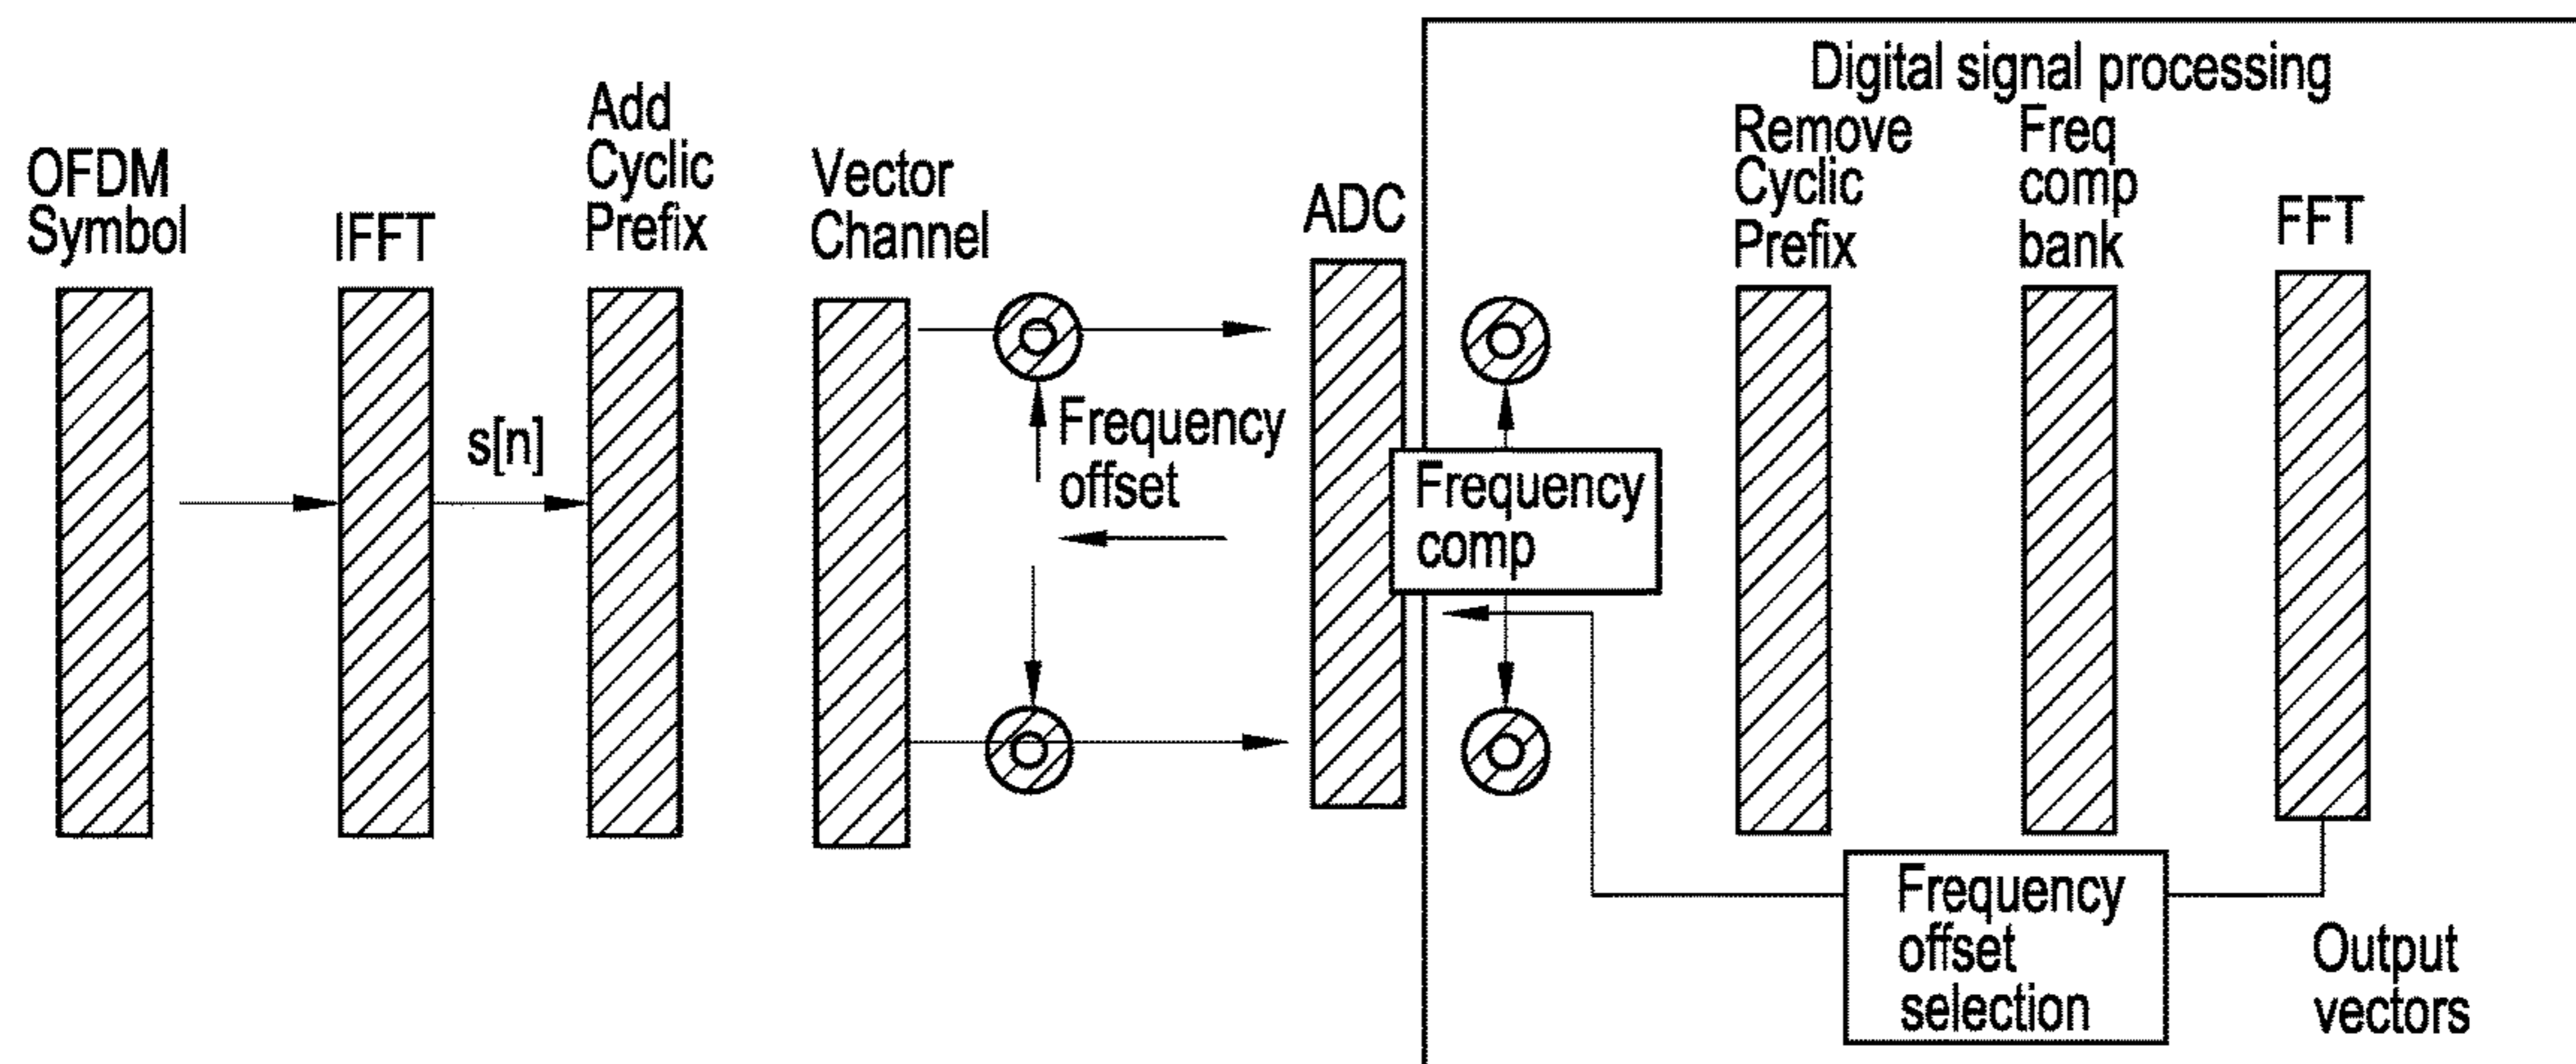 OFDM
Symbol
IFFT
s[n]
Add
Cyclic
Prefix
Vector
Channel
Frequency
offset
ADC
Digital signal processing
Frequency
comp
Remove
Cyclic
Prefix
Freq
comp
bank
FFT
Frequency
offset
selection
Output
vectors